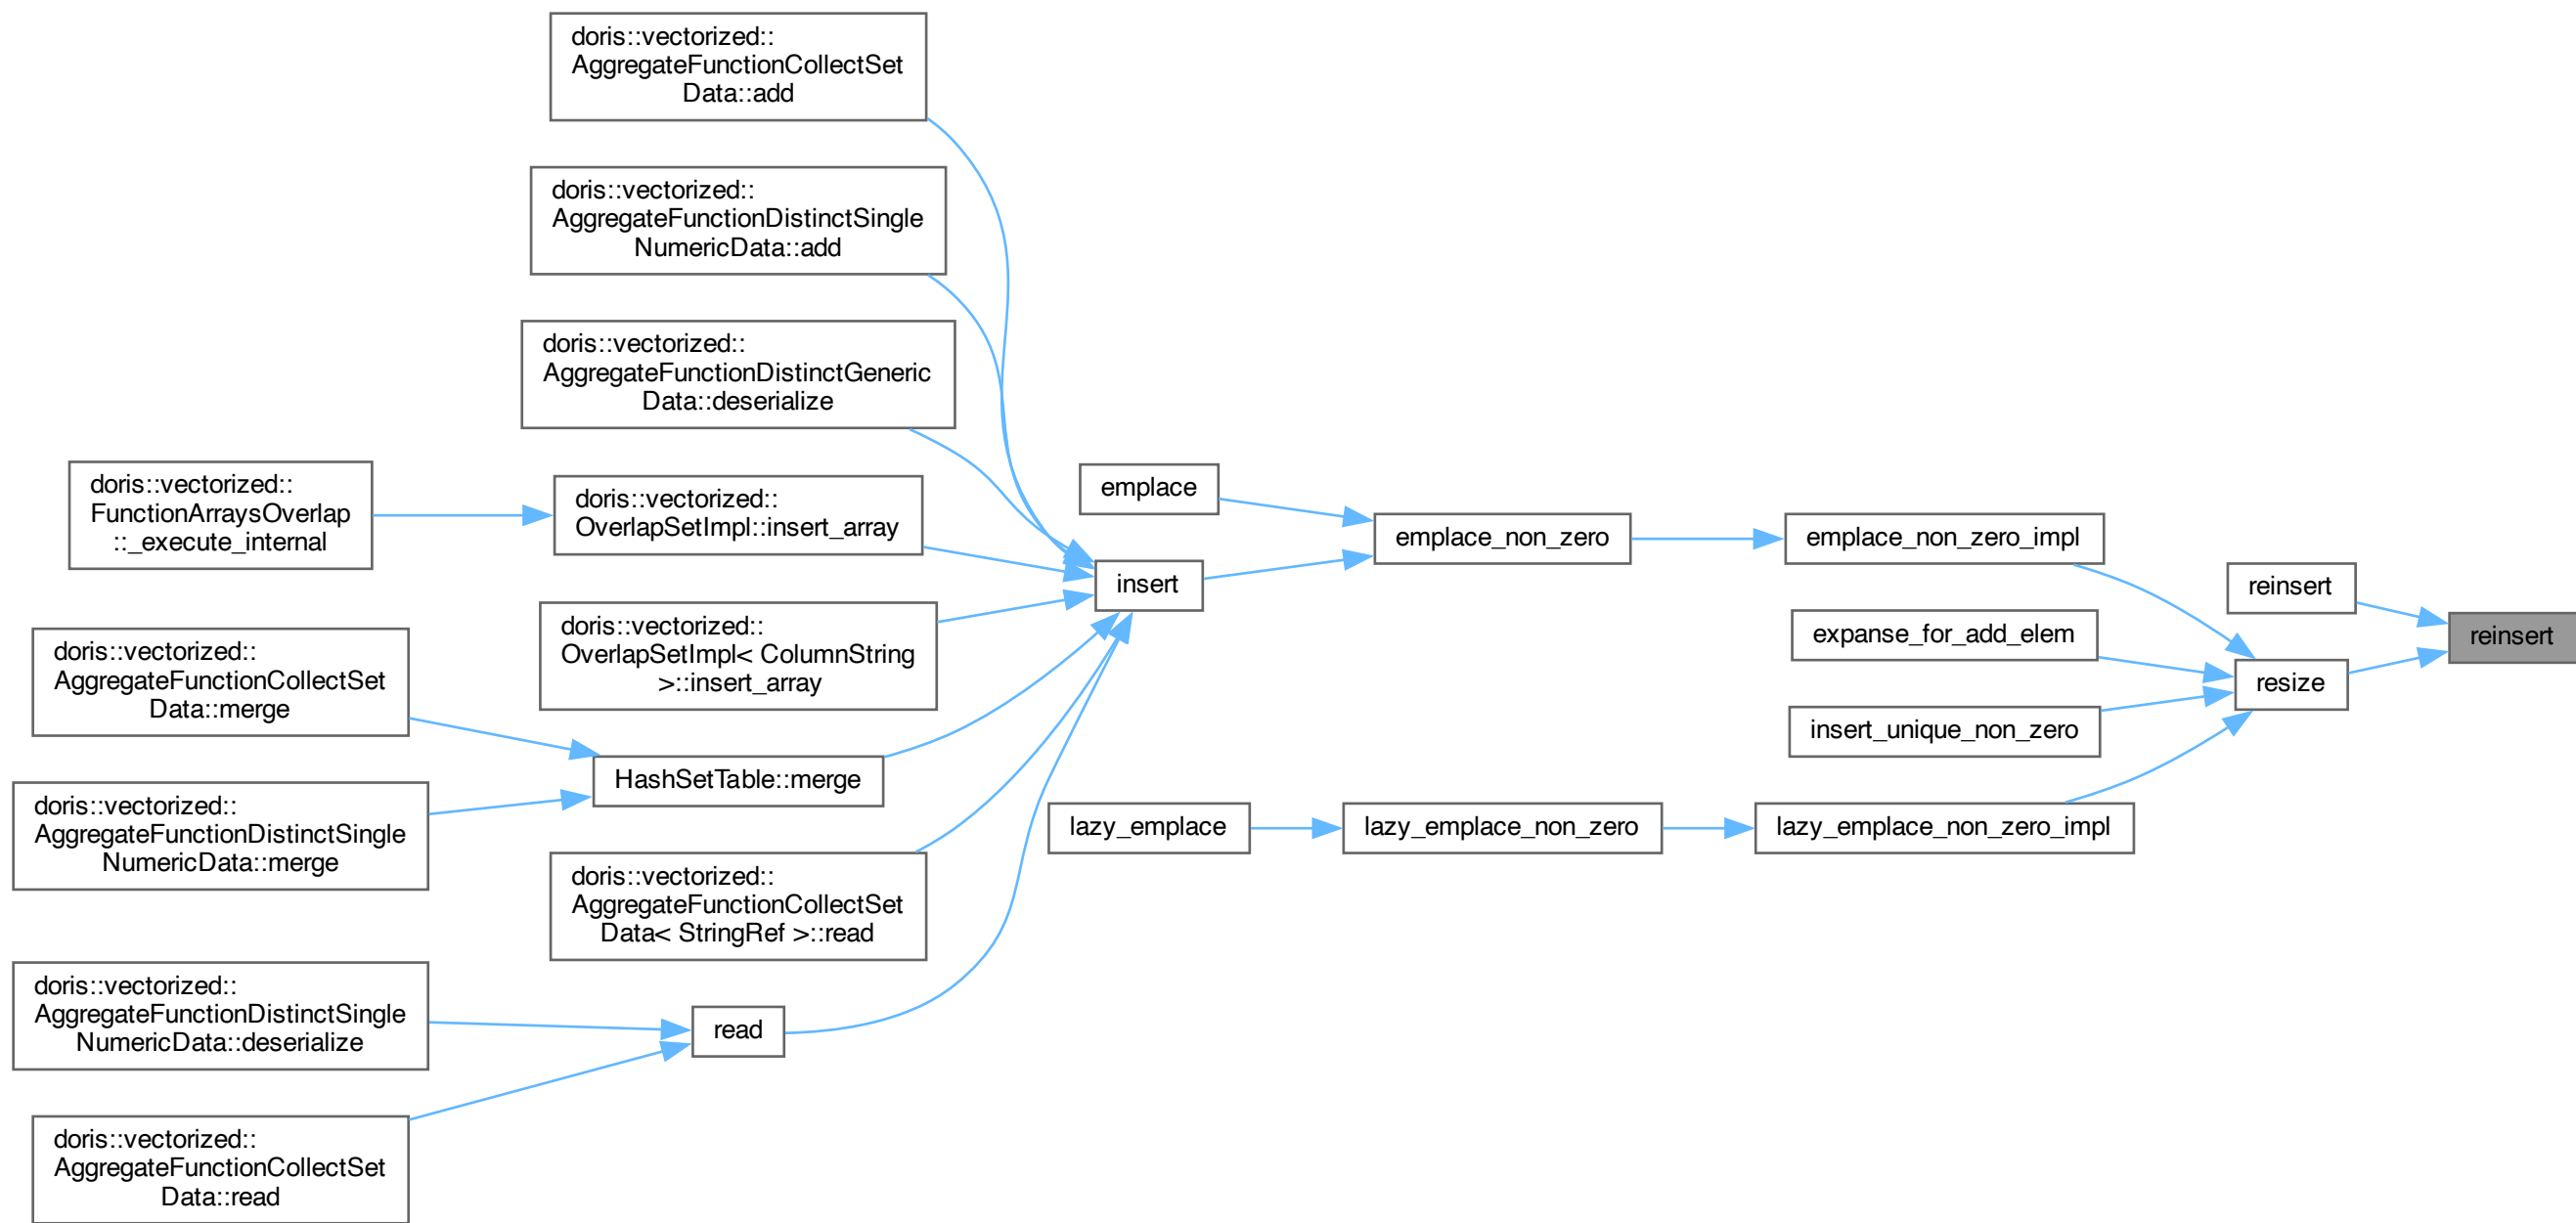 doris::vectorized::
AggregateFunctionCollectSet
Data::add
doris::vectorized::
AggregateFunctionDistinctSingle
NumericData::add
doris::vectorized::
AggregateFunctionDistinctGeneric
Data::deserialize
doris::vectorized::
FunctionArraysOverlap
::_execute_internal
doris::vectorized::
OverlapSetImpl::insert_array
emplace
emplace_non_zero
emplace_non_zero_impl
insert
reinsert
reinsert
doris::vectorized::
OverlapSetImpl< ColumnString
>::insert_array
expanse_for_add_elem
resize
insert_unique_non_zero
doris::vectorized::
AggregateFunctionCollectSet
Data::merge
HashSetTable::merge
doris::vectorized::
AggregateFunctionDistinctSingle
NumericData::merge
lazy_emplace
lazy_emplace_non_zero
lazy_emplace_non_zero_impl
doris::vectorized::
AggregateFunctionCollectSet
Data< StringRef >::read
doris::vectorized::
AggregateFunctionDistinctSingle
NumericData::deserialize
read
doris::vectorized::
AggregateFunctionCollectSet
Data::read